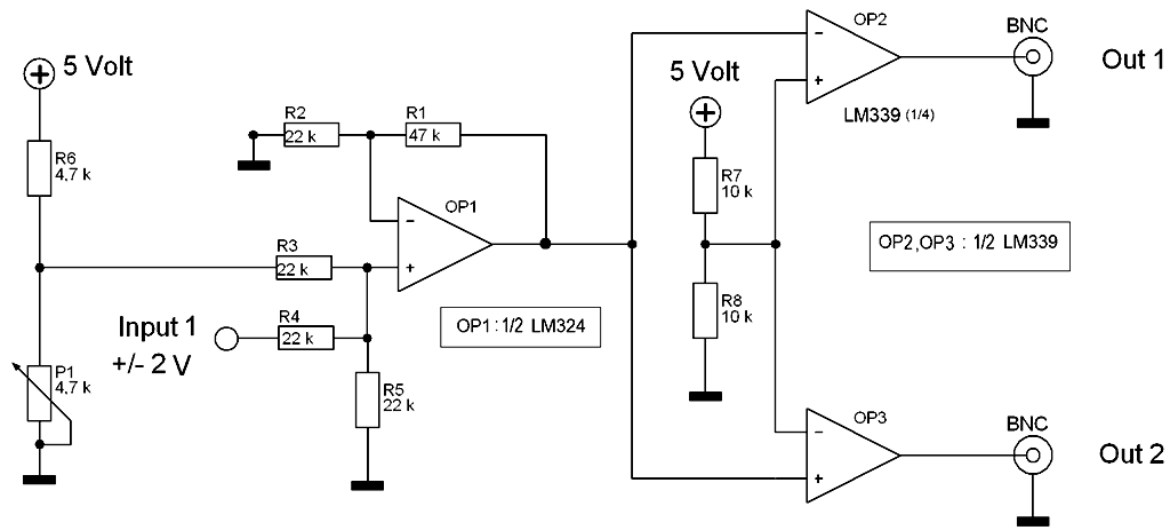 5 Volt
R6
4,7 k
P1
4,7 k
R2
22 k
R1
47 k
OP1
-
+
R3
22 k
R4
22 k
Input 1
+/- 2 V
R5
22 k
OP1 : 1/2 LM324
5 Volt
R7
10 k
R8
10 k
OP2
-
+
LM339 (1/4)
BNC
Out 1
OP2,OP3 : 1/2 LM339
OP3
-
+
BNC
Out 2